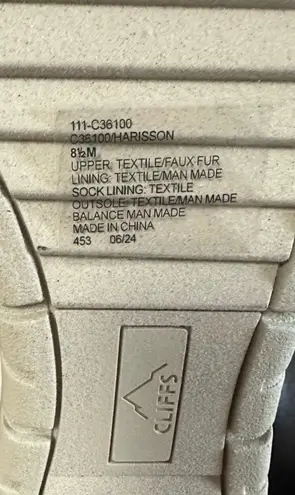 111-C36100
C36100/HARISSON
8½M
UPPER: TEXTILE/FAUX FUR
LINING: TEXTILE/MAN MADE
SOCK LINING: TEXTILE
OUTSOLE: TEXTILE/MAN MADE
BALANCE MAN MADE
MADE IN CHINA
453 06/24
CLIFFS